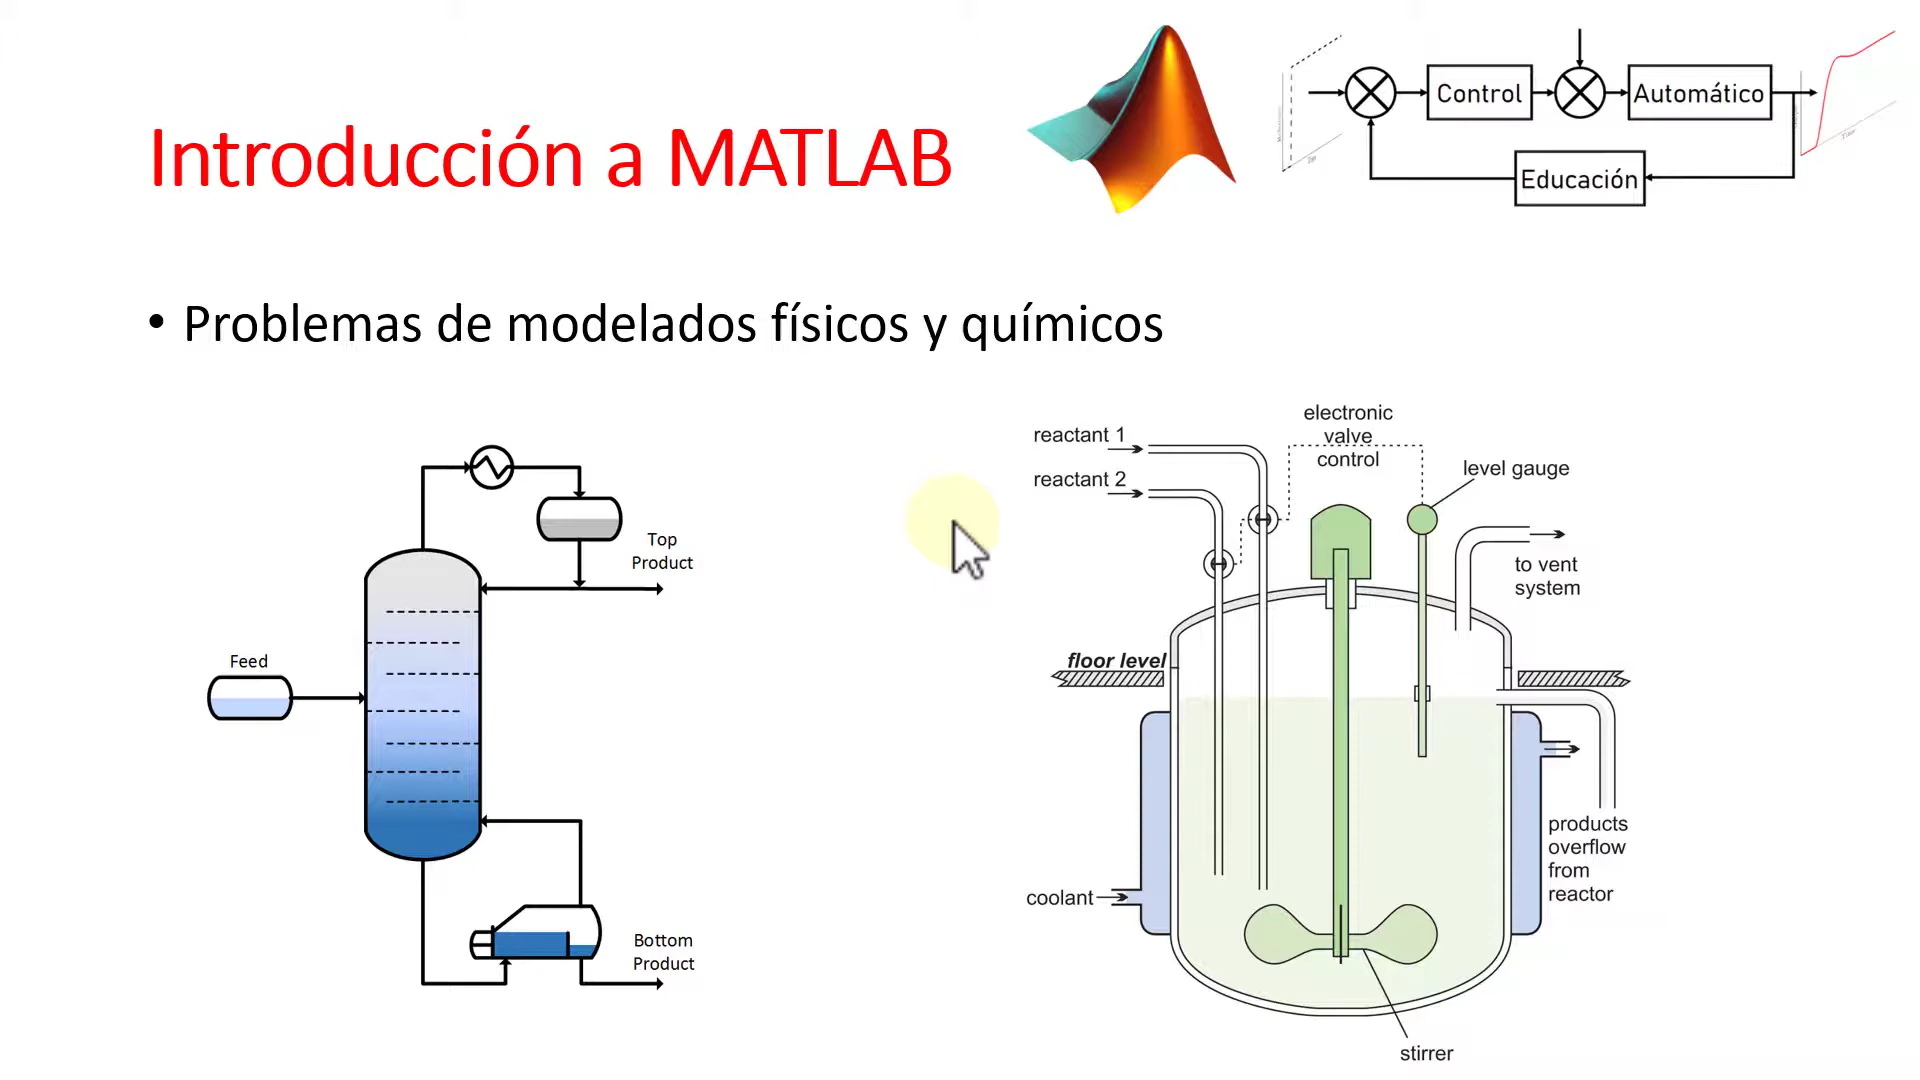 Introducción a MATLAB
Control
Automático
Educación
• Problemas de modelados físicos y químicos
Top
Product
Feed
Bottom
Product
electronic
valve
control
reactant 1
reactant 2
level gauge
to vent
system
floor level
products
overflow
from
reactor
coolant
stirrer